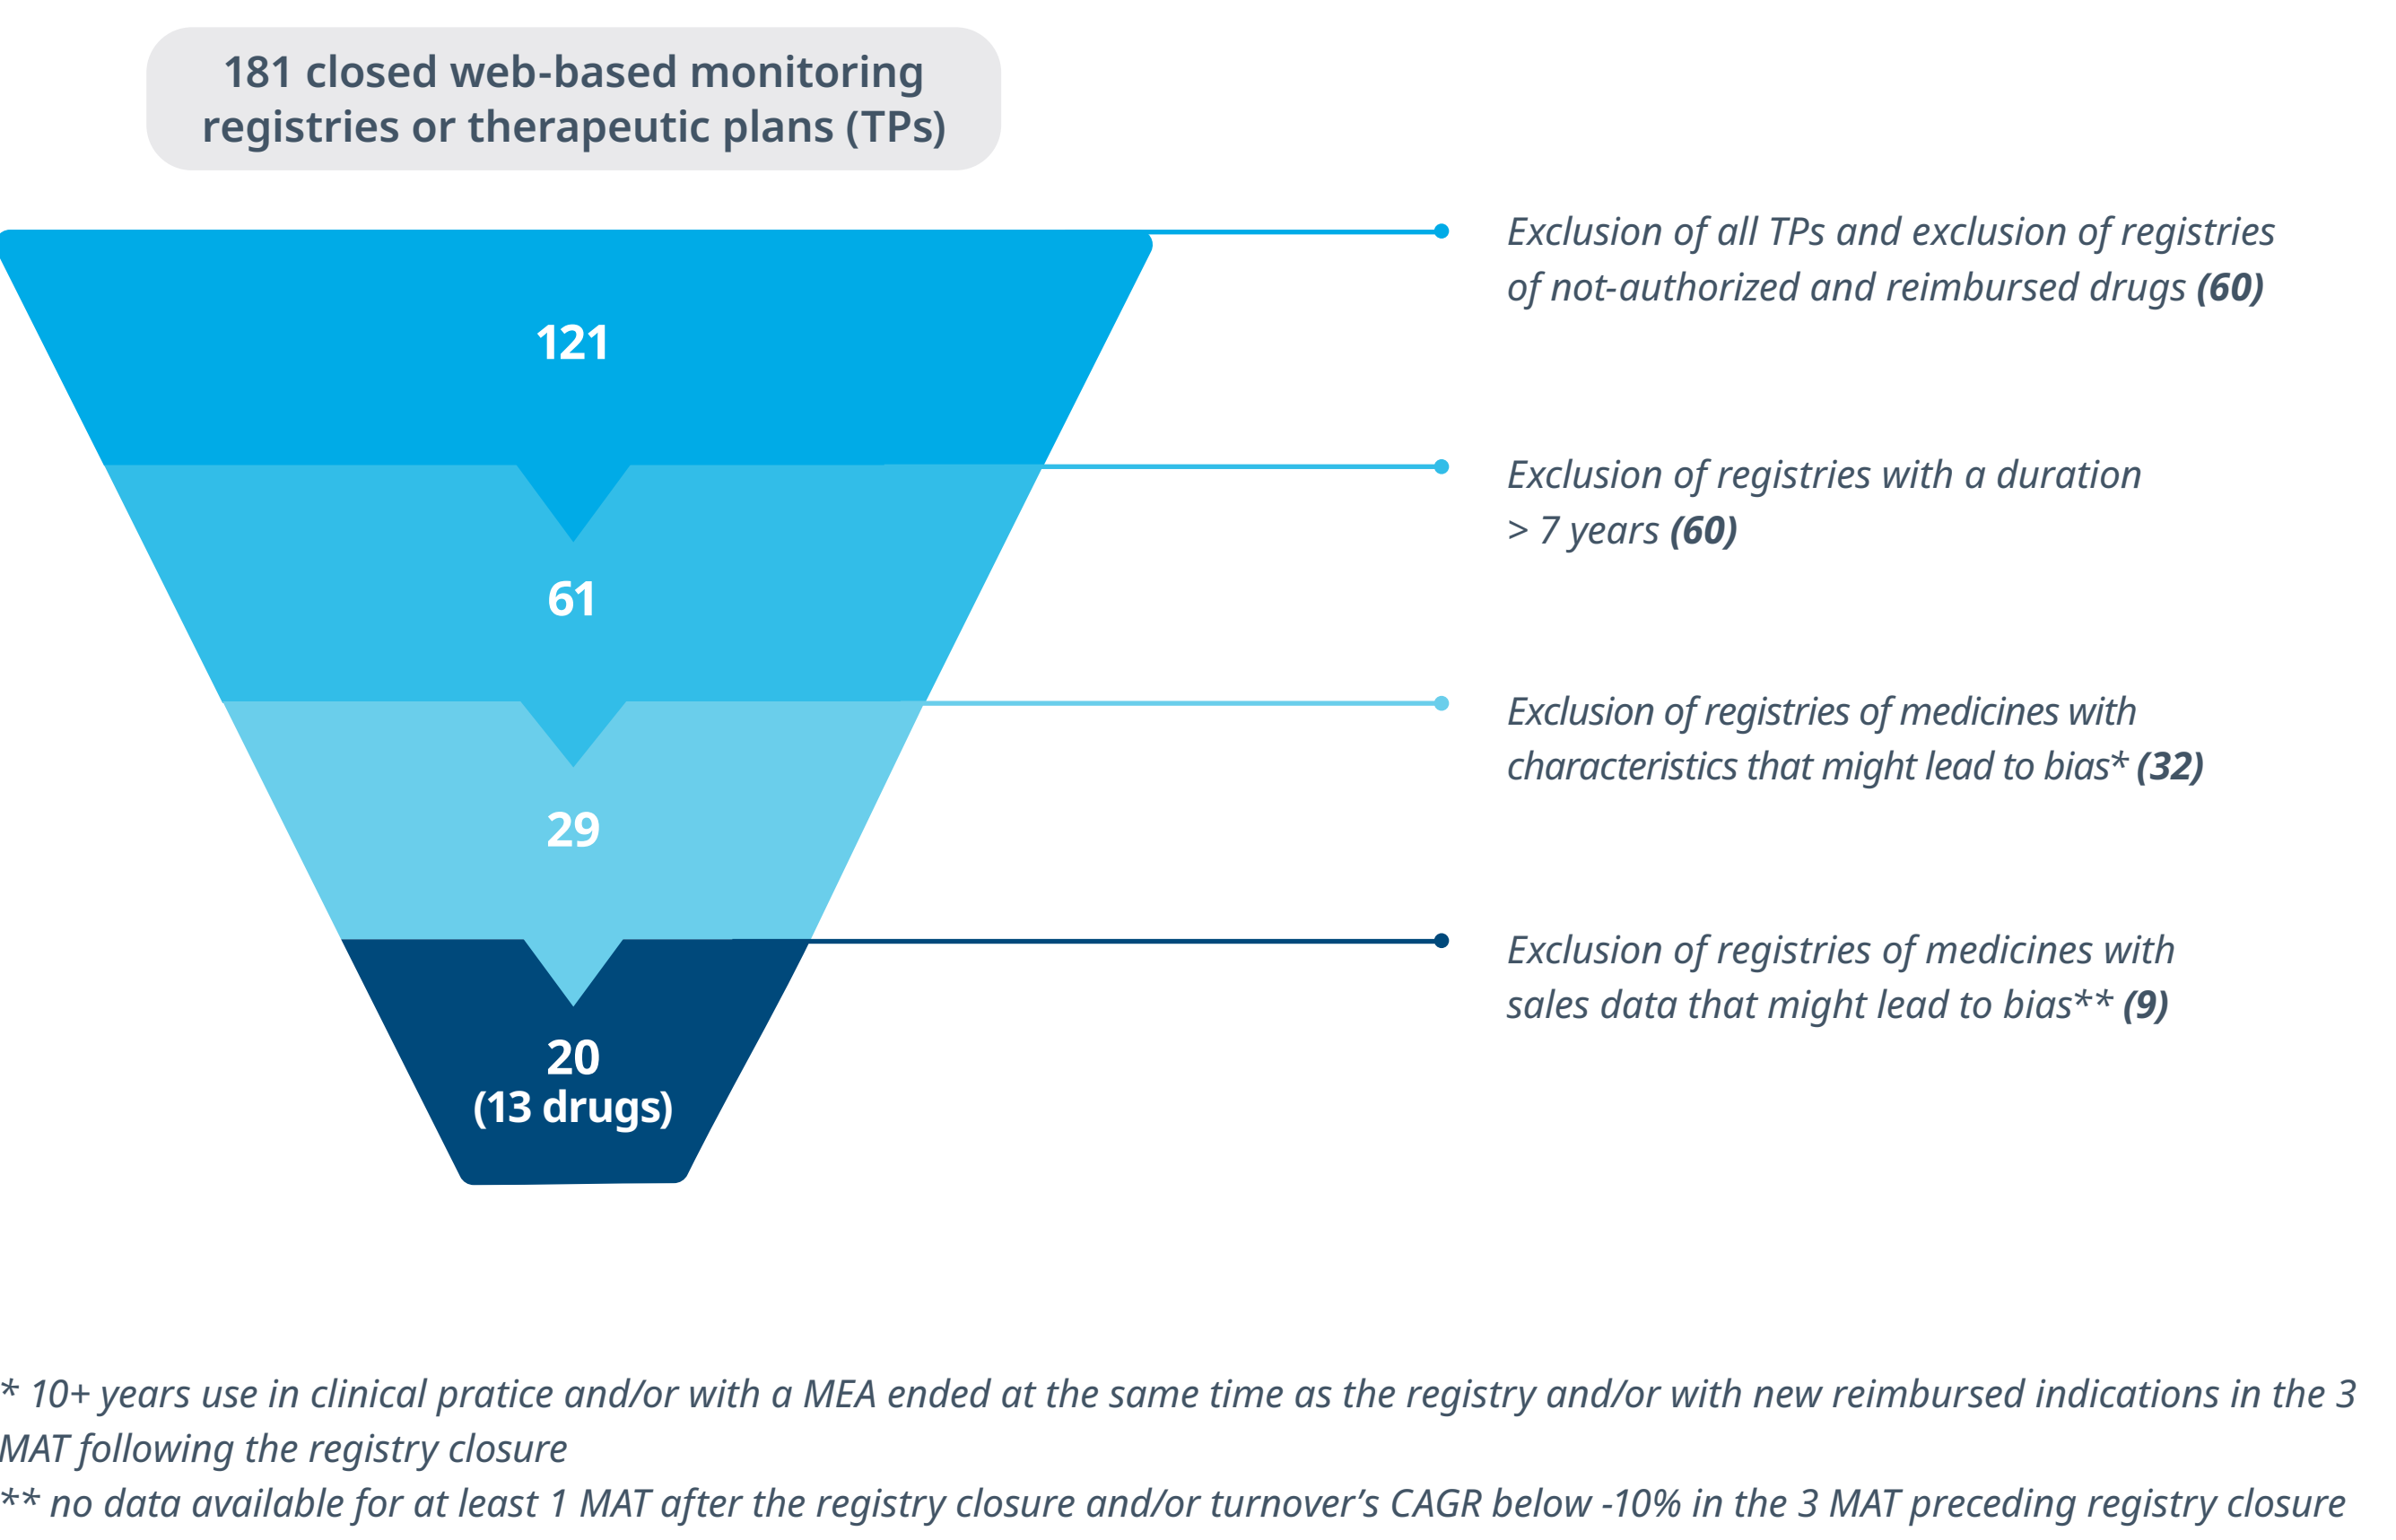 181 closed web-based monitoring
registries or therapeutic plans (TPs)
Exclusion of all TPs and exclusion of registries
of not-authorized and reimbursed drugs (60)
121
Exclusion of registries with a duration
> 7 years (60)
61
Exclusion of registries of medicines with
characteristics that might lead to bias* (32)
29
Exclusion of registries of medicines with
sales data that might lead to bias** (9)
20
(13 drugs)
* 10+ years use in clinical pratice and/or with a MEA ended at the same time as the registry and/or with new reimbursed indications in the 3
MAT following the registry closure
** no data available for at least 1 MAT after the registry closure and/or turnover’s CAGR below -10% in the 3 MAT preceding registry closure